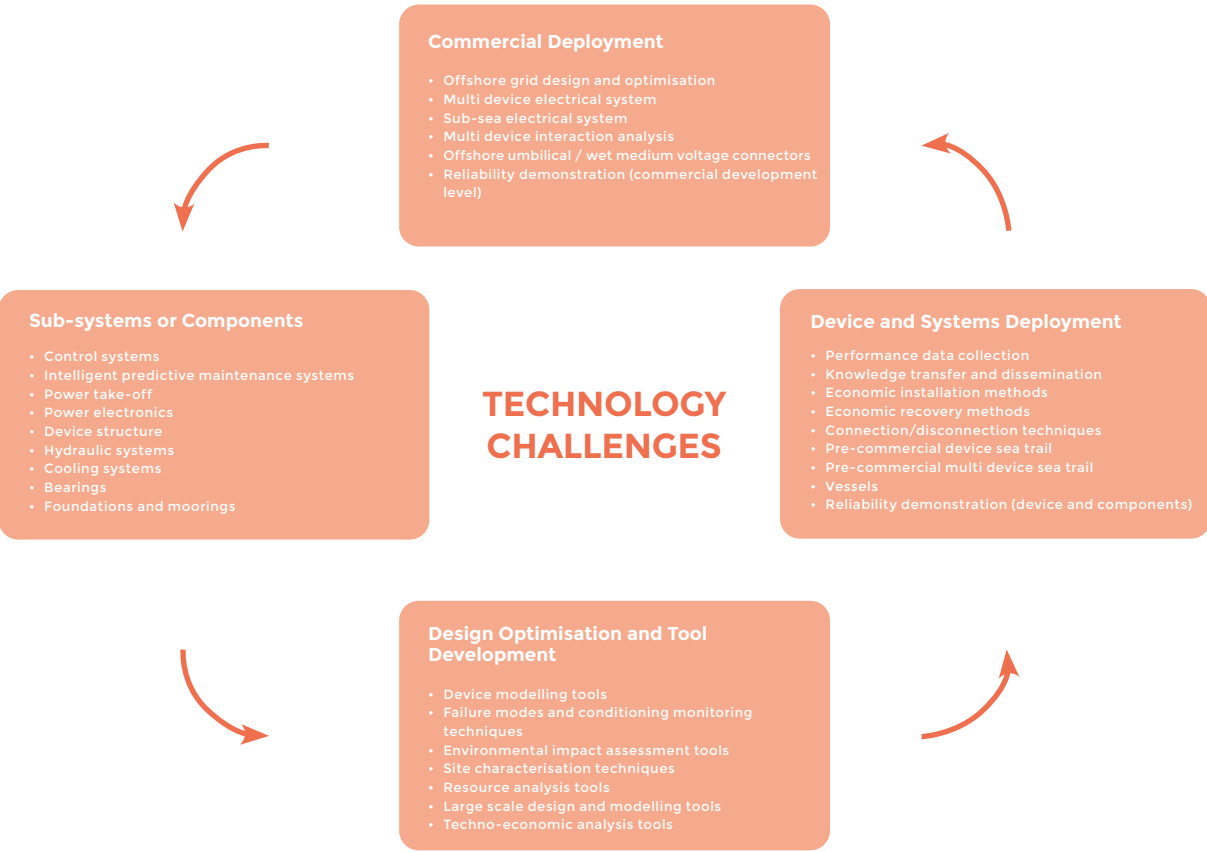 Commercial Deployment
• Offshore grid design and optimisation
• Multi device electrical system
• Sub-sea electrical system
• Multi device interaction analysis
• Offshore umbilical / wet medium voltage connectors
• Reliability demonstration (commercial development
level)
Sub-systems or Components
• Control systems
• Intelligent predictive maintenance systems
• Power take-off
• Power electronics
• Device structure
• Hydraulic systems
• Cooling systems
• Bearings
• Foundations and moorings
TECHNOLOGY
CHALLENGES
Device and Systems Deployment
• Performance data collection
• Knowledge transfer and dissemination
• Economic installation methods
• Economic recovery methods
• Connection/disconnection techniques
• Pre-commercial device sea trail
• Pre-commercial multi device sea trail
• Vessels
• Reliability demonstration (device and components)
Design Optimisation and Tool
Development
• Device modelling tools
• Failure modes and conditioning monitoring
techniques
• Environmental impact assessment tools
• Site characterisation techniques
• Resource analysis tools
• Large scale design and modelling tools
• Techno-economic analysis tools